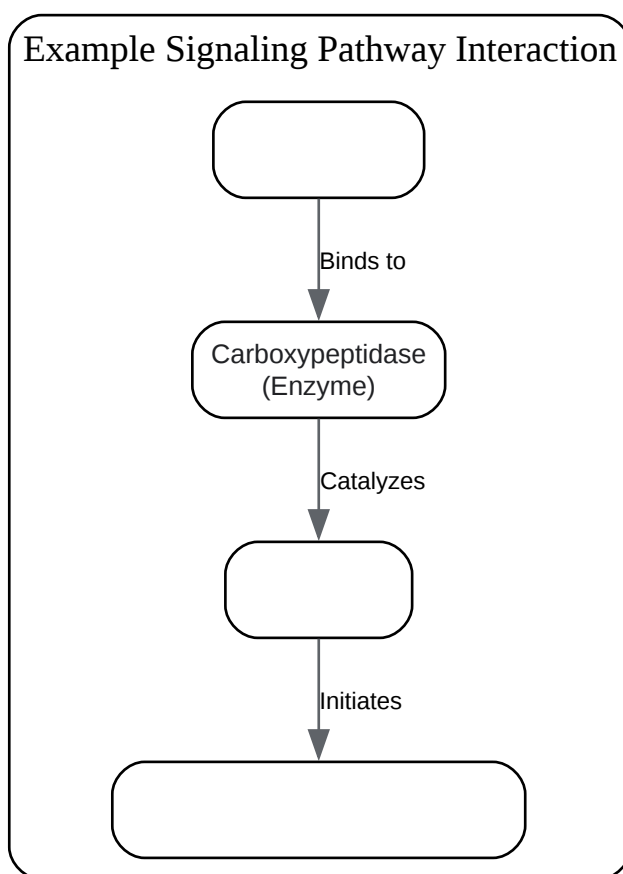 Example Signaling Pathway Interaction
Binds to
Carboxypeptidase
(Enzyme)
Catalyzes
Initiates